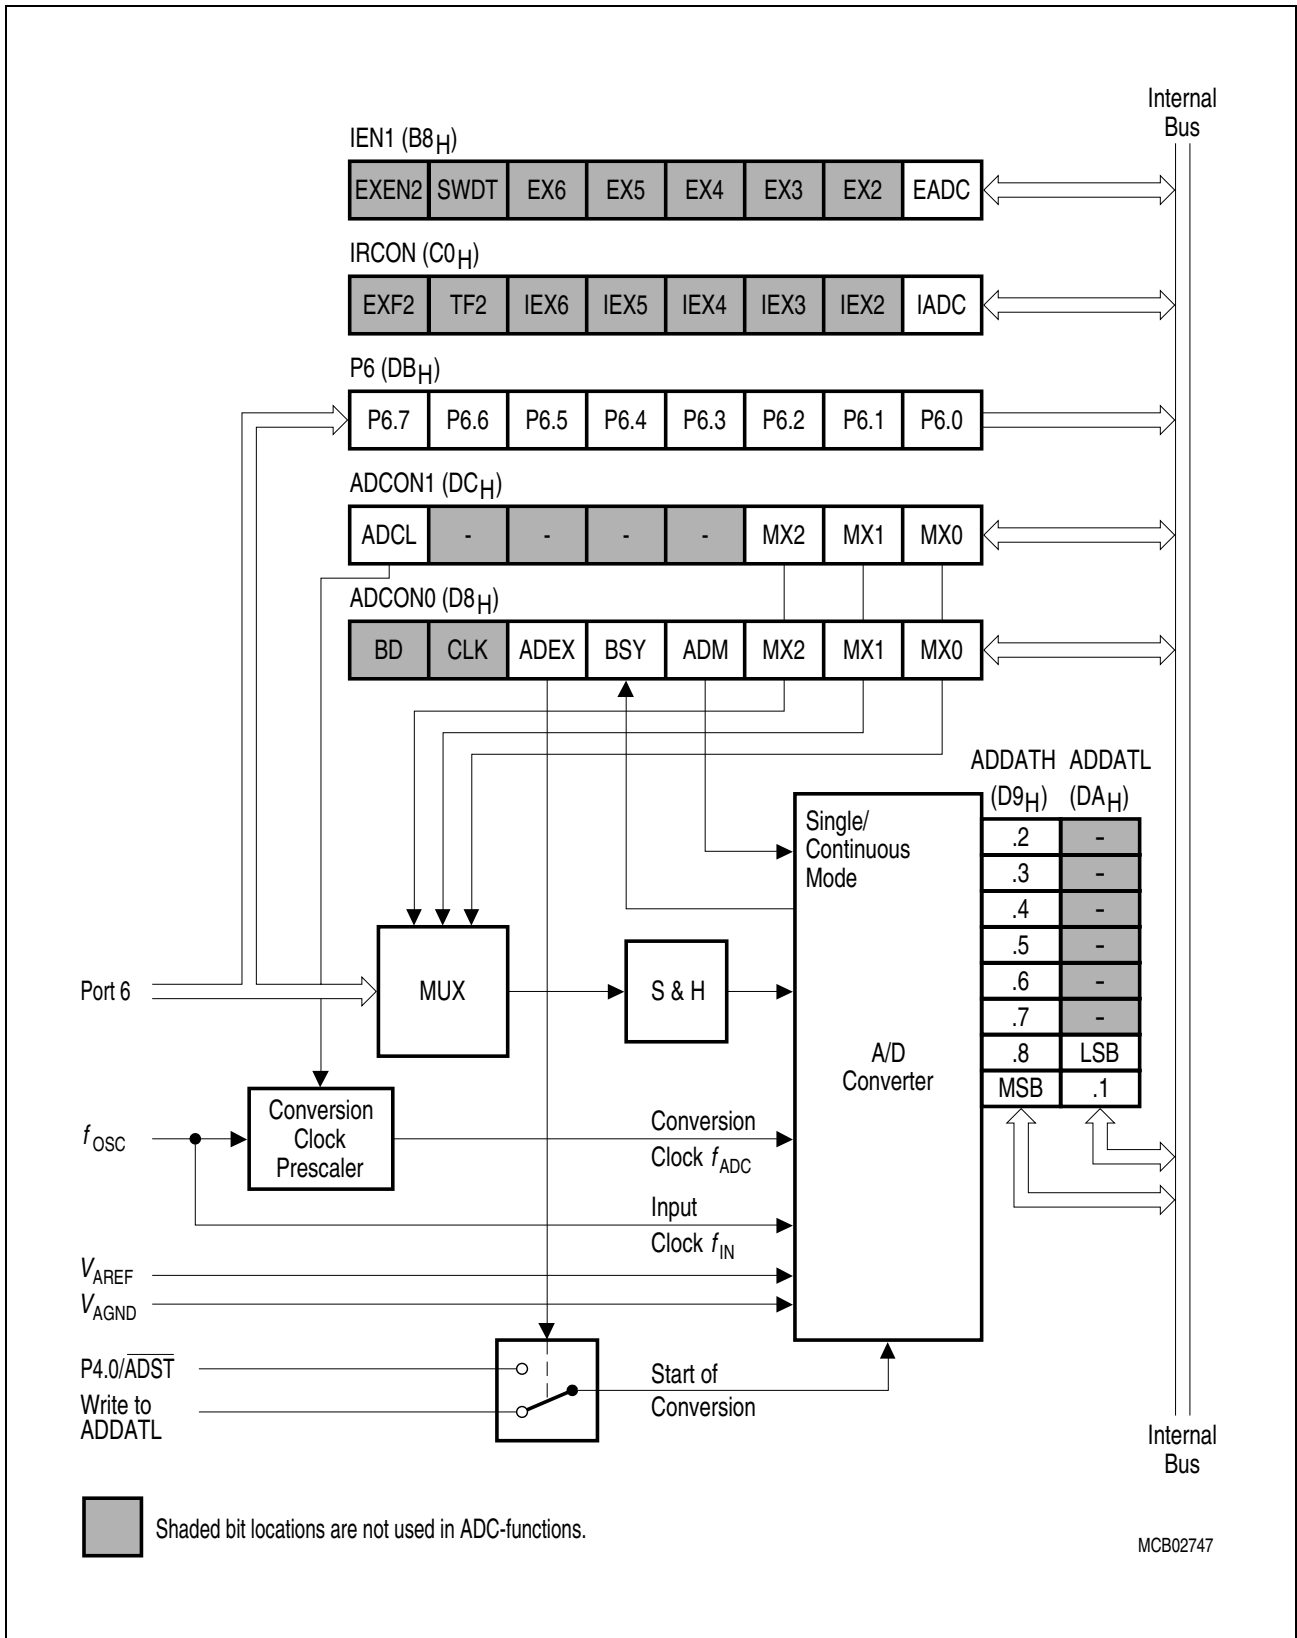 Internal
Bus
IEN1 (B8H)
EXEN2 SWDT EX6 EX5 EX4 EX3 EX2 EADC
IRCON (C0H)
EXF2 TF2 IEX6 IEX5 IEX4 IEX3 IEX2 IADC
P6 (DBH)
P6.7 P6.6 P6.5 P6.4 P6.3 P6.2 P6.1 P6.0
ADCON1 (DCH)
ADCL - - - - MX2 MX1 MX0
ADCON0 (D8H)
BD CLK ADEX BSY ADM MX2 MX1 MX0
ADDATH ADDATL
(D9H) (DAH)
Single/
Continuous
Mode
.2 -
.3 -
.4 -
.5 -
.6 -
.7 -
.8 LSB
MSB .1
Port 6
MUX
S & H
A/D
Converter
fOSC
Conversion
Clock
Prescaler
Conversion
Clock fADC
Input
Clock fIN
VAREF
VAGND
P4.0/ADST
Write to
ADDATL
Start of
Conversion
Internal
Bus
Shaded bit locations are not used in ADC-functions.
MCB02747